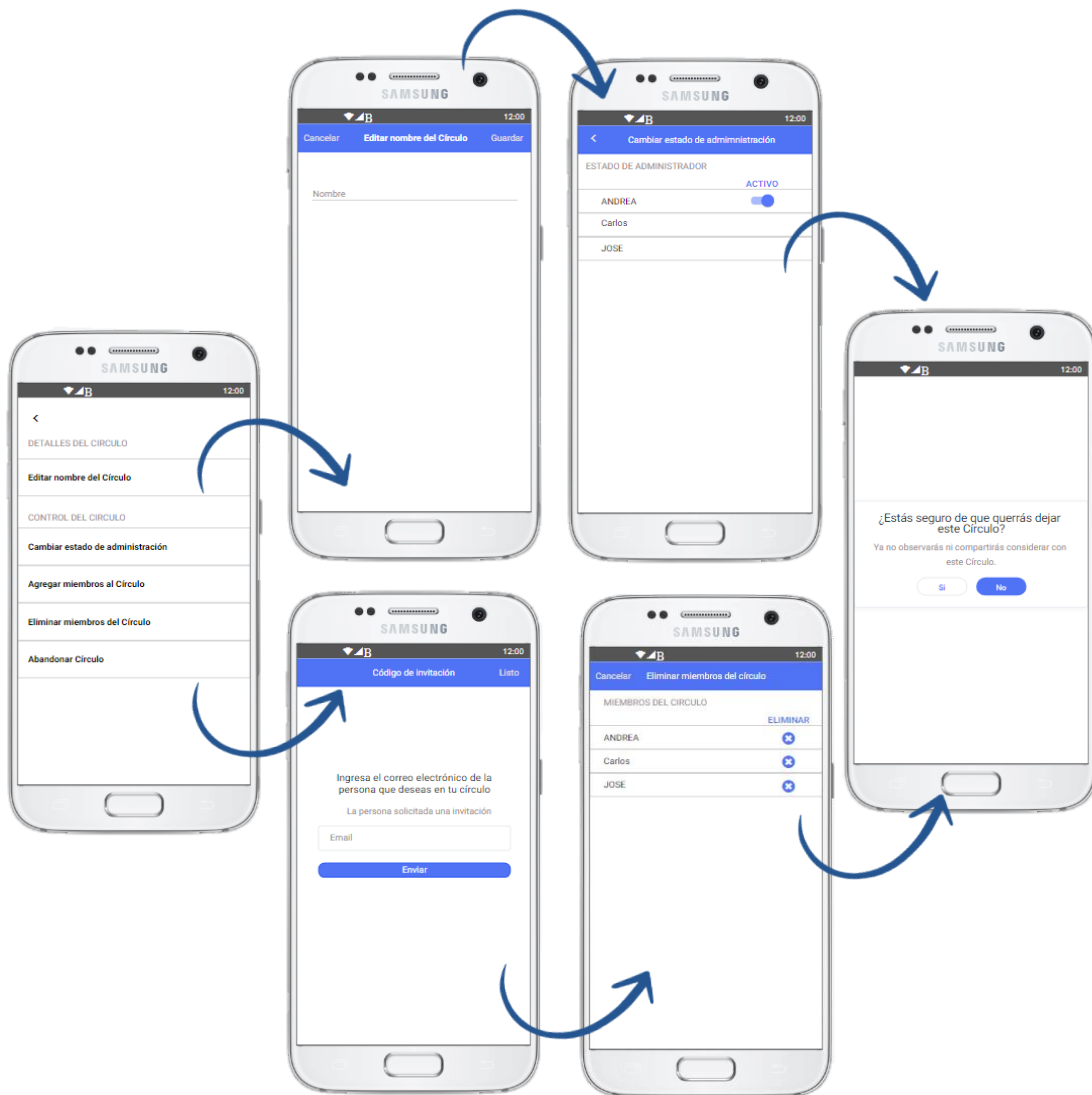 SAMSUNG
B 12:00
Cancelar Editar nombre del Círculo Guardar
Nombre
SAMSUNG
B 12:00
< Cambiar estado de admimnistración
ESTADO DE ADMINISTRADOR
ACTIVO
ANDREA
Carlos
JOSE
SAMSUNG
B 12:00
<
DETALLES DEL CIRCULO
Editar nombre del Círculo
CONTROL DEL CIRCULO
Cambiar estado de administración
Agregar miembros al Círculo
Eliminar miembros del Círculo
Abandonar Círculo
SAMSUNG
B 12:00
¿Estás seguro de que querrás dejar
este Círculo?
Ya no observarás ni compartirás considerar con
este Círculo.
Si No
SAMSUNG
B 12:00
Código de invitación Listo
Ingresa el correo electrónico de la
persona que deseas en tu círculo
La persona solicitada una invitación
Email
Enviar
SAMSUNG
B 12:00
Cancelar Eliminar miembros del círculo
MIEMBROS DEL CIRCULO
ELIMINAR
ANDREA
Carlos
JOSE